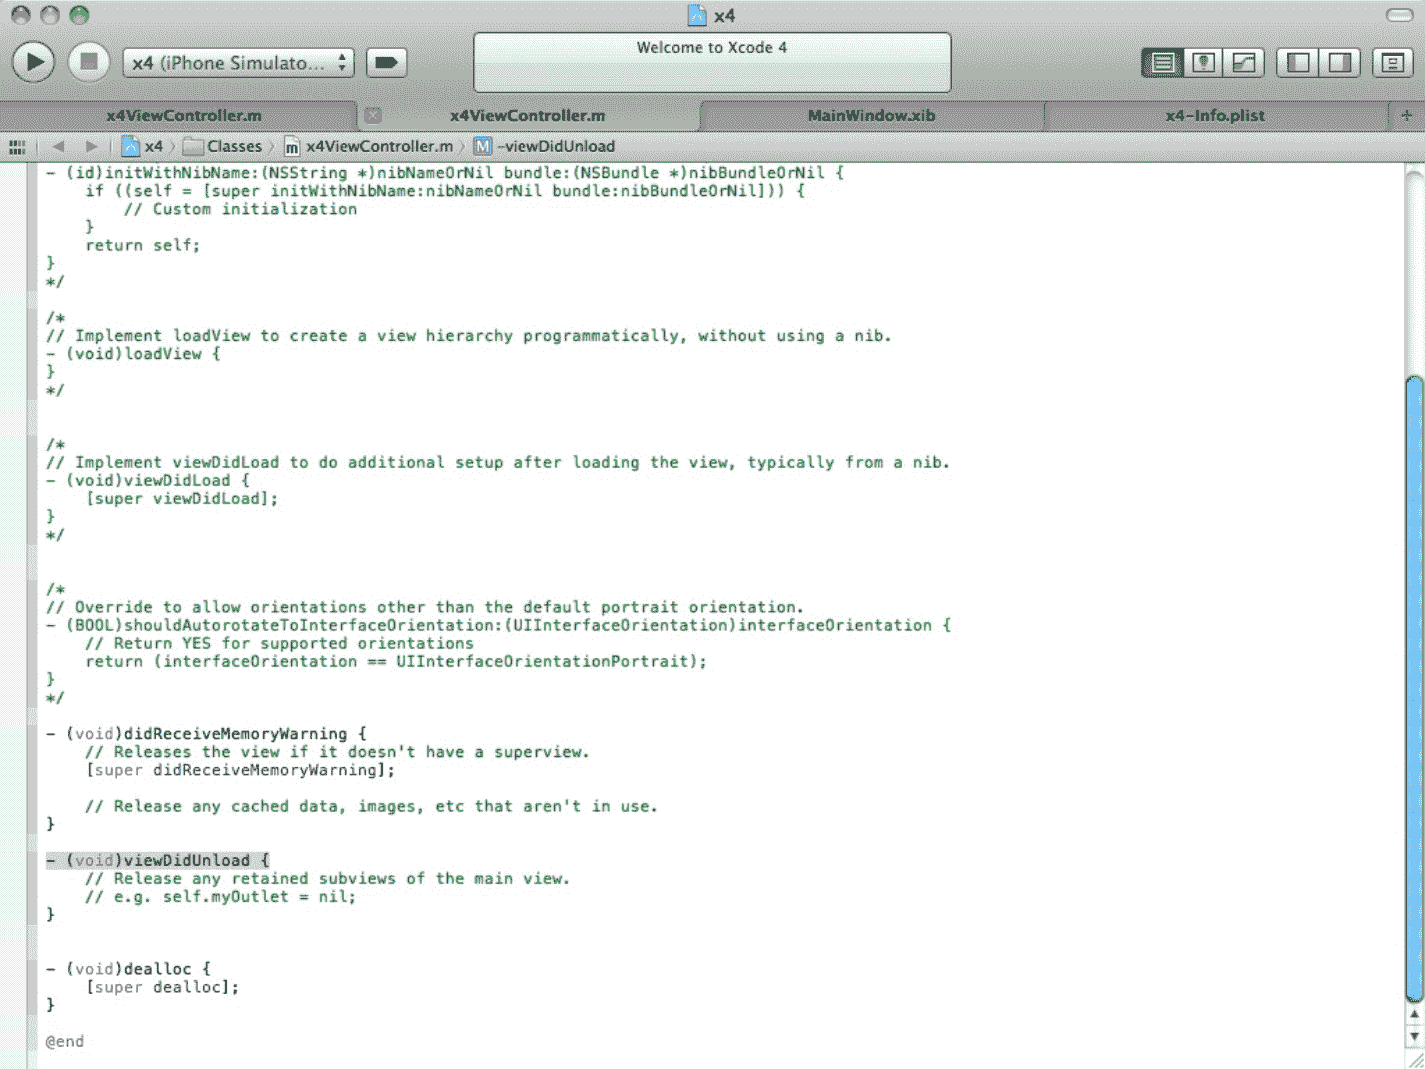 x4
x4 (iPhone Simulato...
Welcome to Xcode 4
x4ViewController.m
x4ViewController.m
MainWindow.xib
x4-Info.plist
x4
Classes
m
x4ViewController.m
M
-viewDidUnload
- (id)initWithNibName:(NSString *)nibNameOrNil bundle:(NSBundle *)nibBundleOrNil {
    if ((self = [super initWithNibName:nibNameOrNil bundle:nibBundleOrNil])) {
        // Custom initialization
    }
    return self;
}
*/
/*
// Implement loadView to create a view hierarchy programmatically, without using a nib.
- (void)loadView {
}
*/
/*
// Implement viewDidLoad to do additional setup after loading the view, typically from a nib.
- (void)viewDidLoad {
    [super viewDidLoad];
}
*/
/*
// Override to allow orientations other than the default portrait orientation.
- (BOOL)shouldAutorotateToInterfaceOrientation:(UIInterfaceOrientation)interfaceOrientation {
    // Return YES for supported orientations
    return (interfaceOrientation == UIInterfaceOrientationPortrait);
}
*/
- (void)didReceiveMemoryWarning {
    // Releases the view if it doesn't have a superview.
    [super didReceiveMemoryWarning];
    // Release any cached data, images, etc that aren't in use.
}
- (void)viewDidUnload {
    // Release any retained subviews of the main view.
    // e.g. self.myOutlet = nil;
}
- (void)dealloc {
    [super dealloc];
}
@end